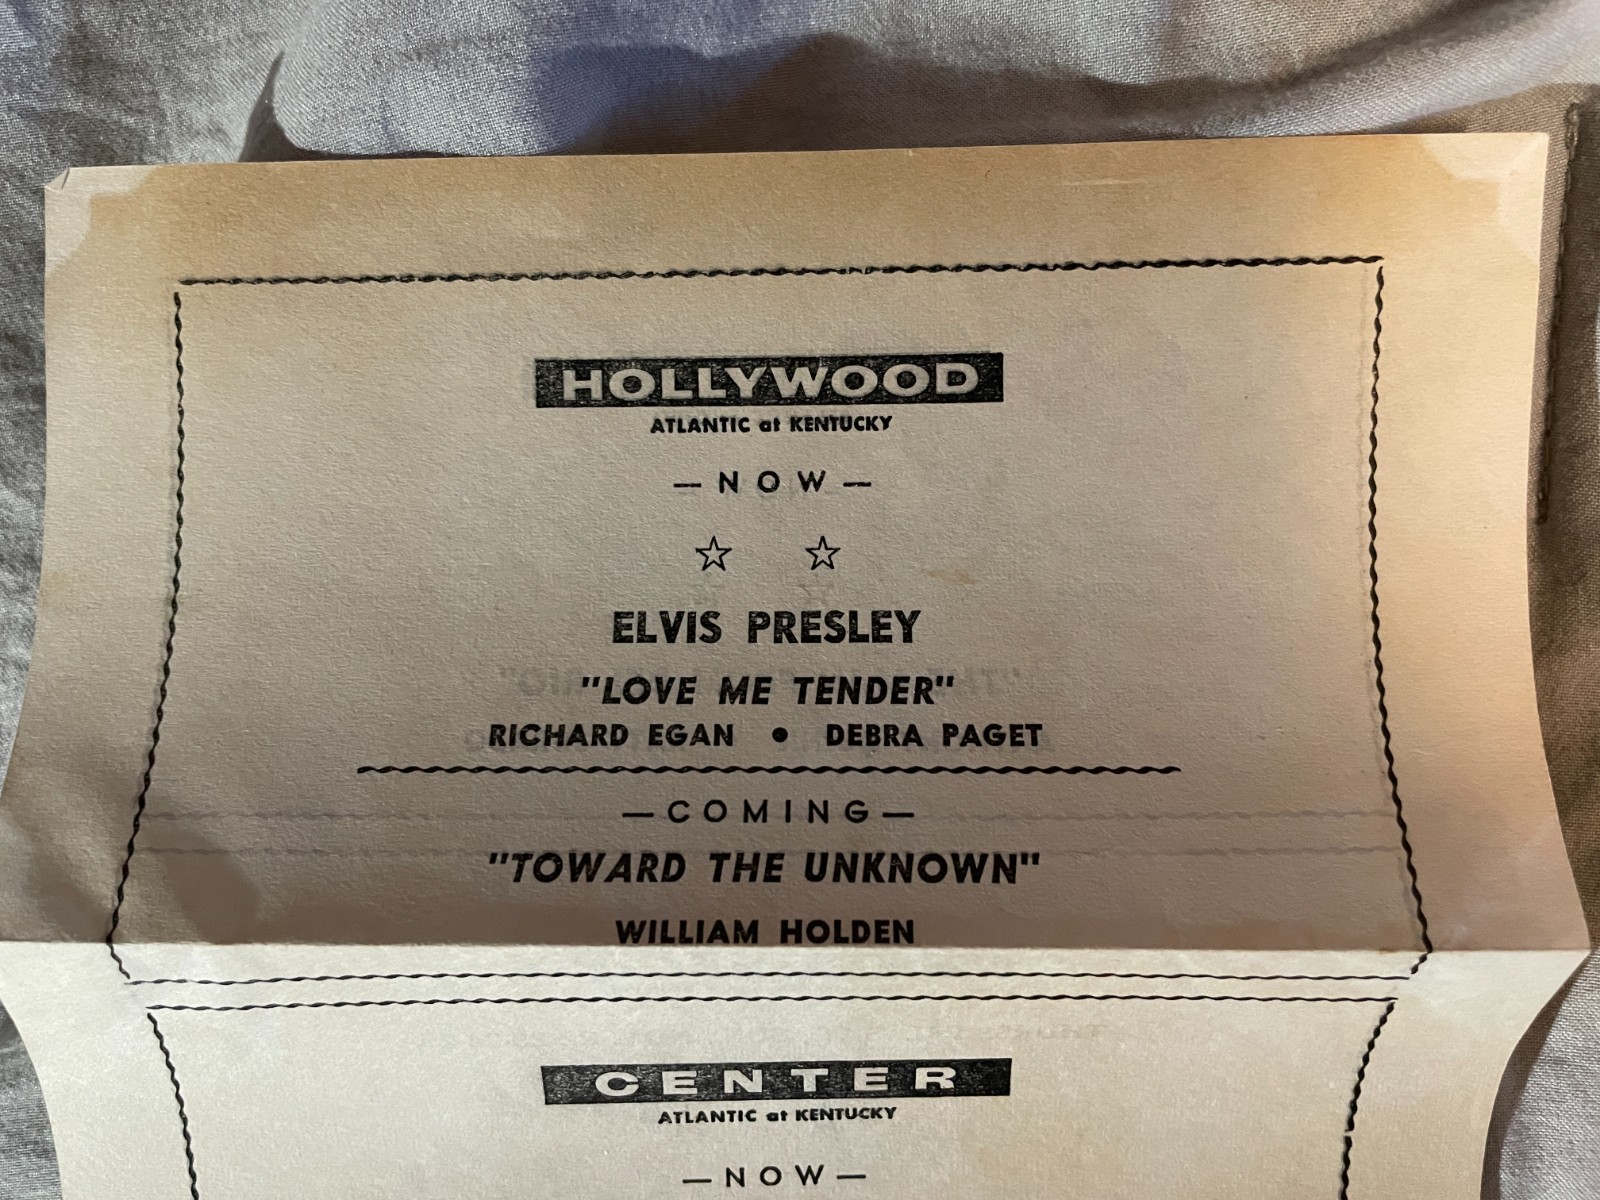 HOLLYWOOD
ATLANTIC at KENTUCKY
— NOW —
☆ ☆
ELVIS PRESLEY
"LOVE ME TENDER"
RICHARD EGAN • DEBRA PAGET
— COMING —
"TOWARD THE UNKNOWN"
WILLIAM HOLDEN
CENTER
ATLANTIC at KENTUCKY
— NOW —